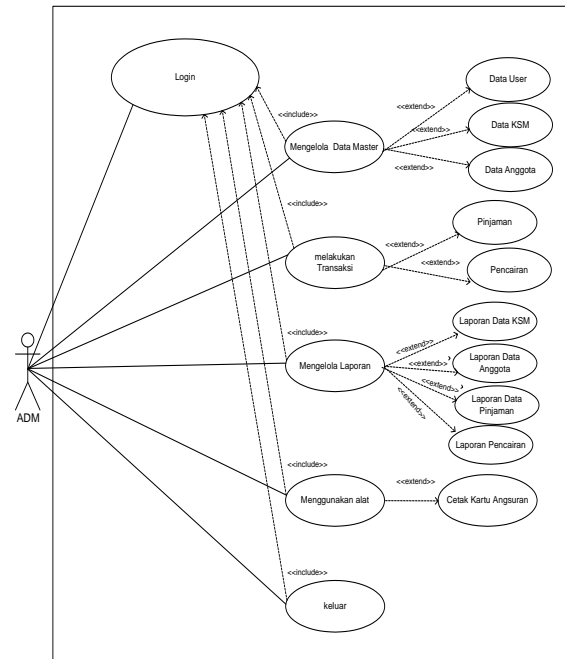 Login
Data User
<<extend>>
<<include>>
Data KSM
<<extend>>
Mengelola Data Master
<<extend>>
Data Anggota
<<include>>
Pinjaman
<<extend>>
melakukan
Transaksi
<<extend>>
Pencairan
Laporan Data KSM
<<include>>
<<extend>>
Laporan Data
Anggota
Mengelola Laporan
<<extend>>
<<extend>>
Laporan Data
Pinjaman
<<extend>>
Laporan Pencairan
ADM
<<include>>
<<extend>>
Menggunakan alat
Cetak Kartu Angsuran
<<include>>
keluar